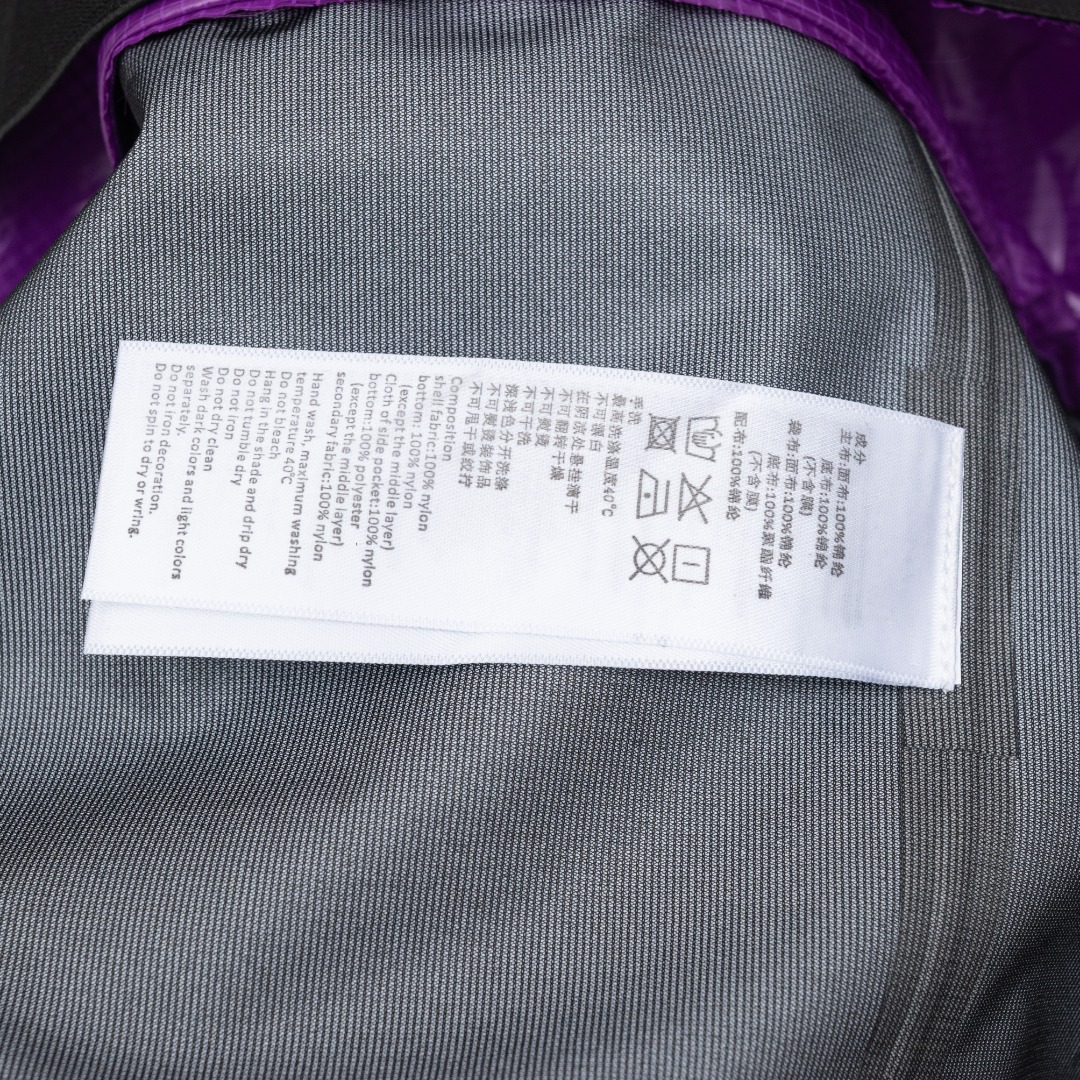 成分
主布:面布:100%锦纶
底布:100%锦纶
(不含膜)
袋布:面布:100%锦纶
底布:100%聚酯纤维
(不含膜)
配布:100%锦纶
手洗
最高洗涤温度40℃
不可漂白
在阴凉处悬挂滴干
不可翻转干燥
不可熨烫
不可干洗
深浅色分开洗涤
不可熨烫装饰品
不可甩干或绞拧
Composition
shell fabric:100% nylon
bottom: 100% nylon
(except the middle layer)
Cloth of side pocket:100% nylon
bottom:100% polyester
(except the middle layer)
secondary fabric:100% nylon
Hand wash, maximum washing
temperature 40℃
Do not bleach
Hang in the shade and drip dry
Do not tumble dry
Do not iron
Do not dry clean
Wash dark colors and light colors
separately.
Do not iron decoration.
Do not spin to dry or wring.